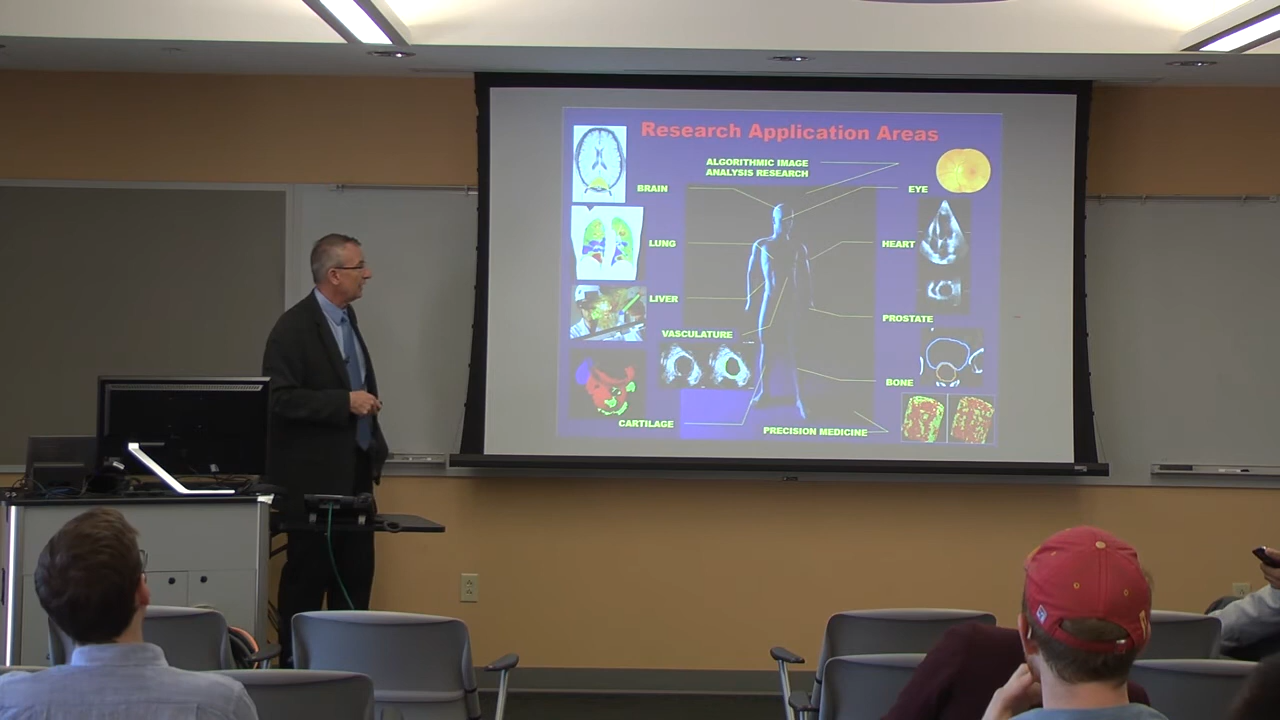 Research Application Areas
ALGORITHMIC IMAGE
ANALYSIS RESEARCH
BRAIN
EYE
LUNG
HEART
LIVER
PROSTATE
VASCULATURE
BONE
CARTILAGE
PRECISION MEDICINE